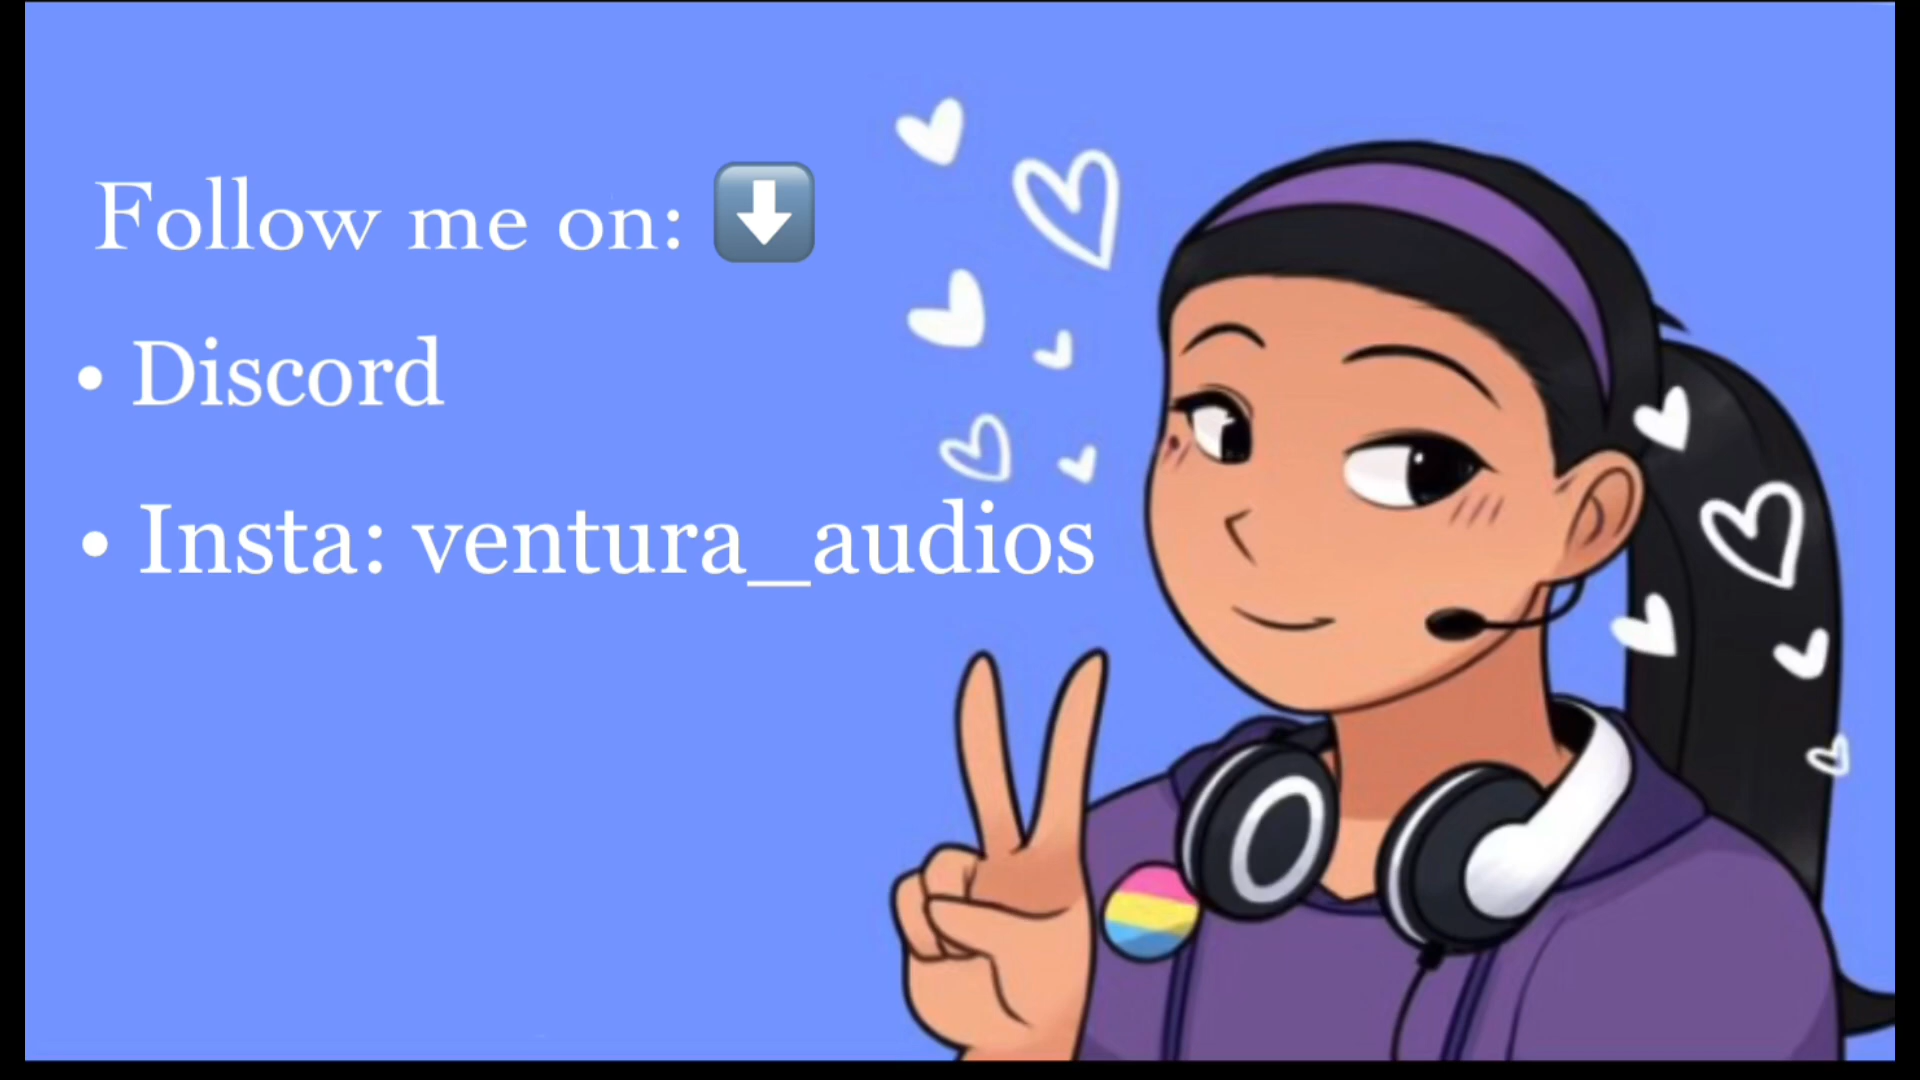 Follow me on: ⬇️
• Discord
• Insta: ventura_audios